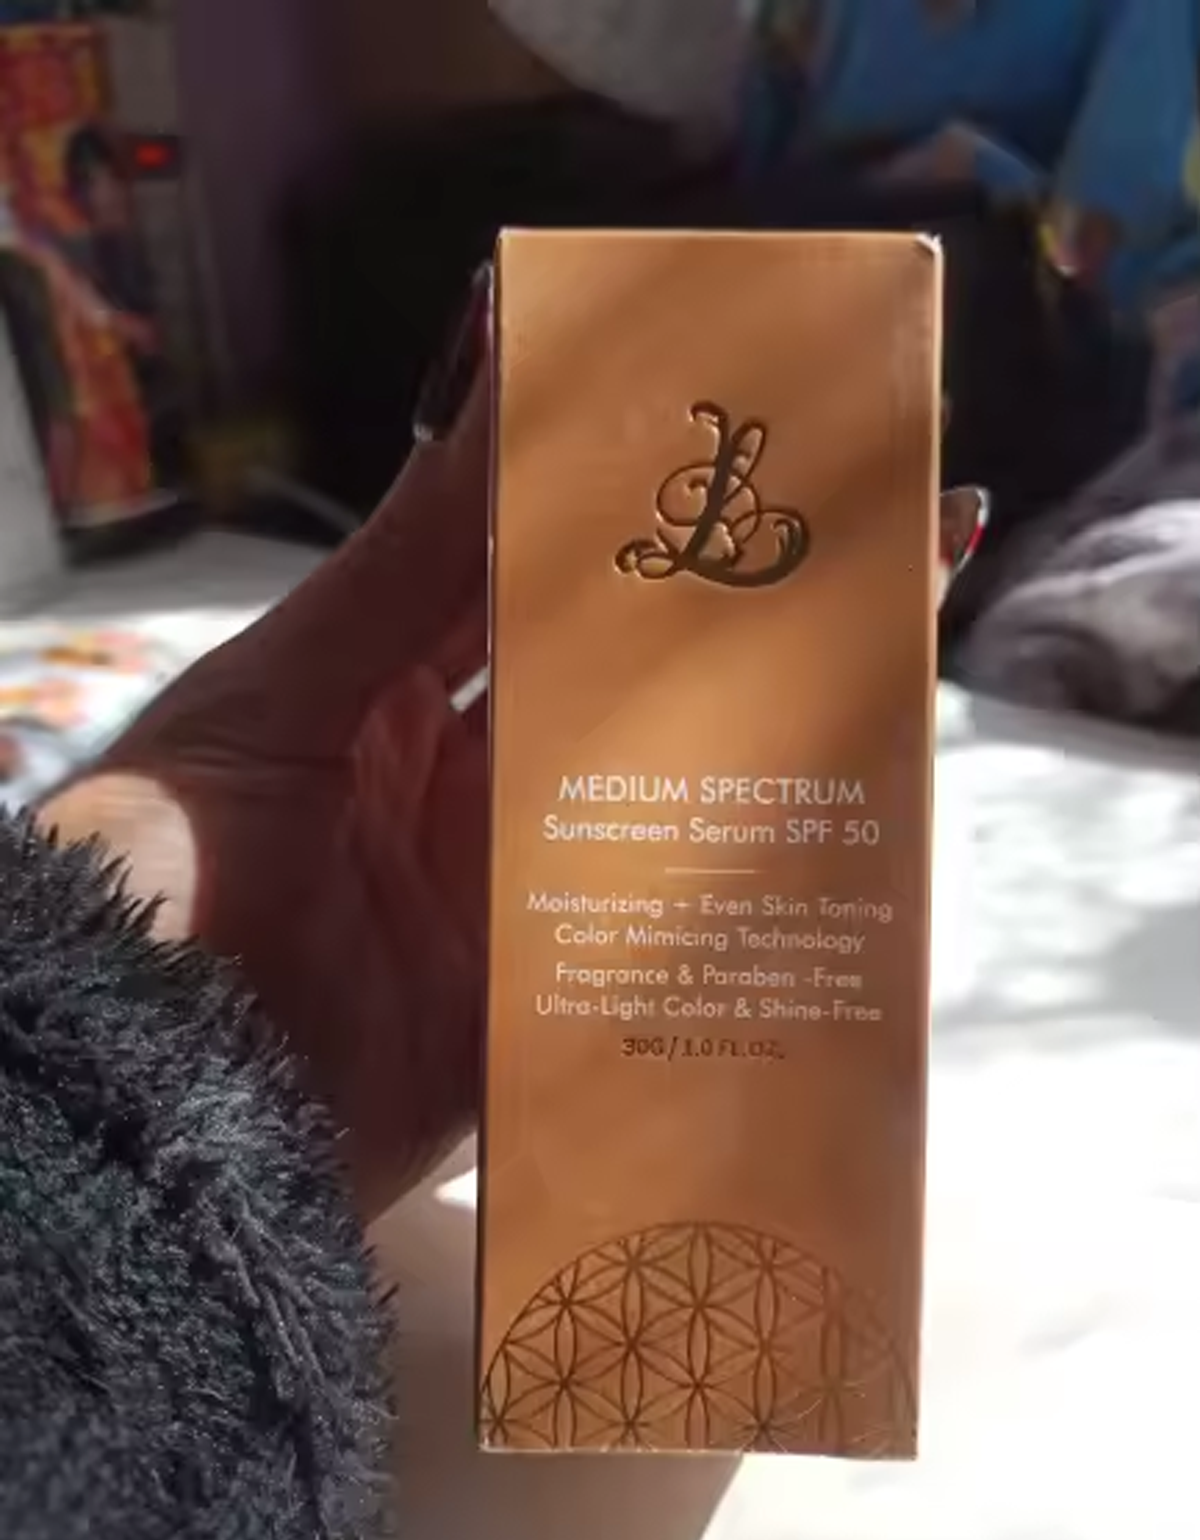 L
MEDIUM SPECTRUM
Sunscreen Serum SPF 50
Moisturizing + Even Skin Toning
Color Mimicing Technology
Fragrance & Paraben -Free
Ultra-Light Color & Shine-Free
30G / 1.0 FL.OZ.